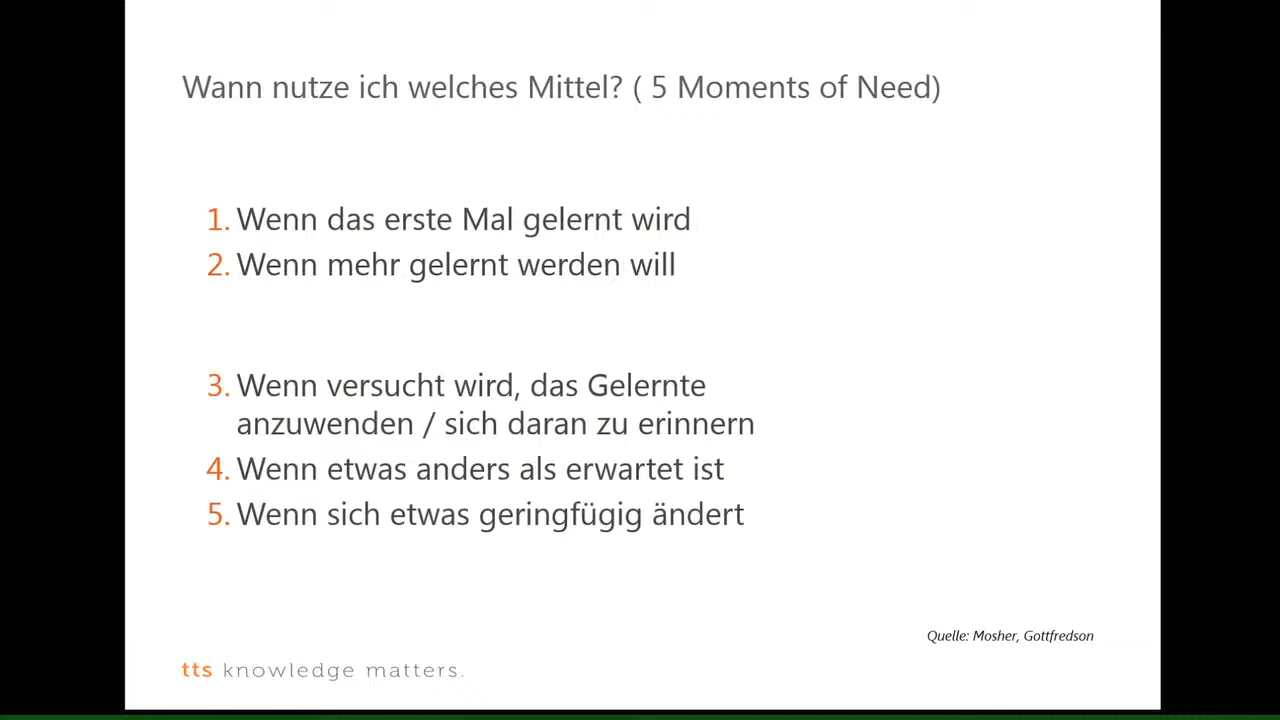 Wann nutze ich welches Mittel? ( 5 Moments of Need)
1. Wenn das erste Mal gelernt wird
2. Wenn mehr gelernt werden will
3. Wenn versucht wird, das Gelernte
anzuwenden / sich daran zu erinnern
4. Wenn etwas anders als erwartet ist
5. Wenn sich etwas geringfügig ändert
Quelle: Mosher, Gottfredson
tts knowledge matters.